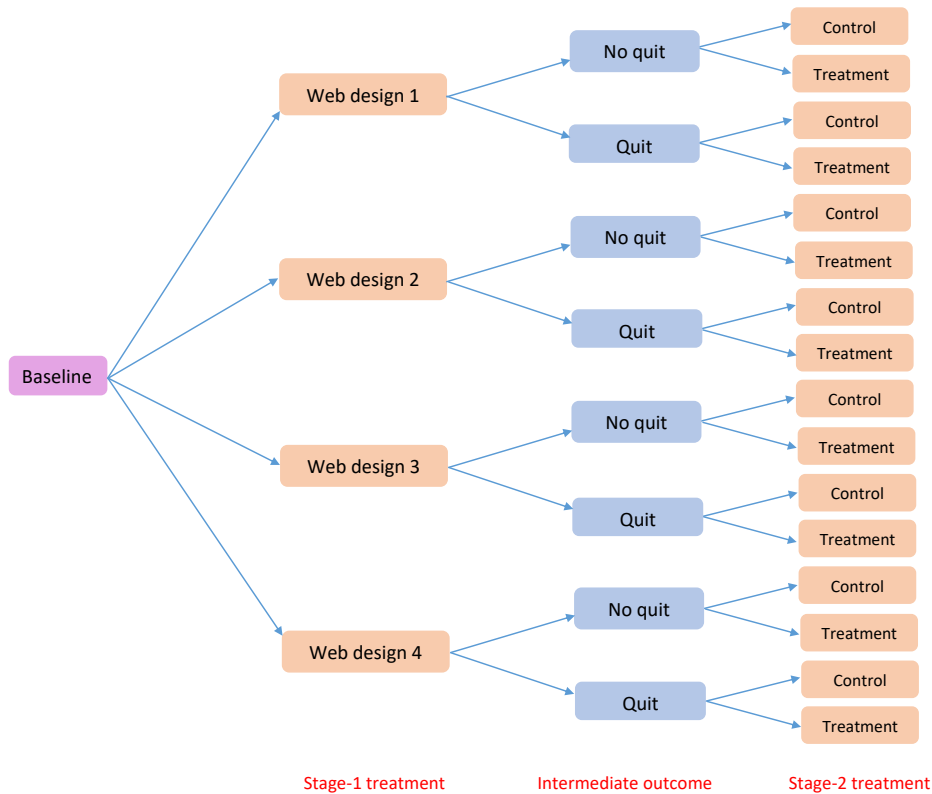 Baseline
Web design 1
No quit
Control
Treatment
Quit
Control
Treatment
Web design 2
No quit
Control
Treatment
Quit
Control
Treatment
Web design 3
No quit
Control
Treatment
Quit
Control
Treatment
Web design 4
No quit
Control
Treatment
Quit
Control
Treatment
Stage-1 treatment
Intermediate outcome
Stage-2 treatment